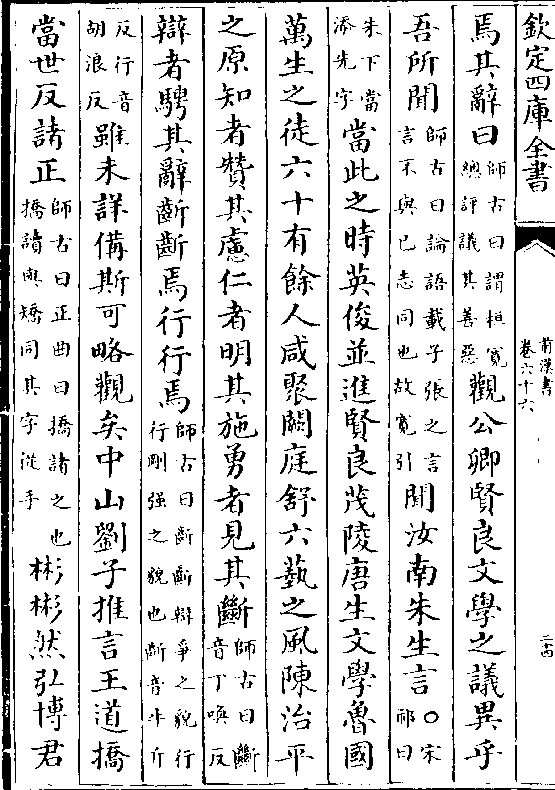 欽定四庫全書
前漢書
卷六十六
二十四
焉其辭曰師古曰謂桓寬總評議其善惡觀公卿賢良文學之議異乎
吾所聞師古曰論語載子張之言言不與已志同也故寬引聞汝南朱生言○宋祁曰
朱下當添先字當此之時英俊並進賢良茂陵唐生文學魯國
萬生之徒六十有餘人咸聚闕庭舒六藝之風陳治平
之原知者贊其慮仁者明其施勇者見其斷師古曰斷音丁喚反
辯者騁其辭齗齗焉行行焉師古曰齗齗辯爭之貌行行剛强之貌也齗音牛斤
反行音胡浪反雖未詳備斯可略觀矣中山劉子推言王道撟
當世反諸正師古曰正曲曰撟諸之也撟讀與矯同其字從手彬彬然弘博君